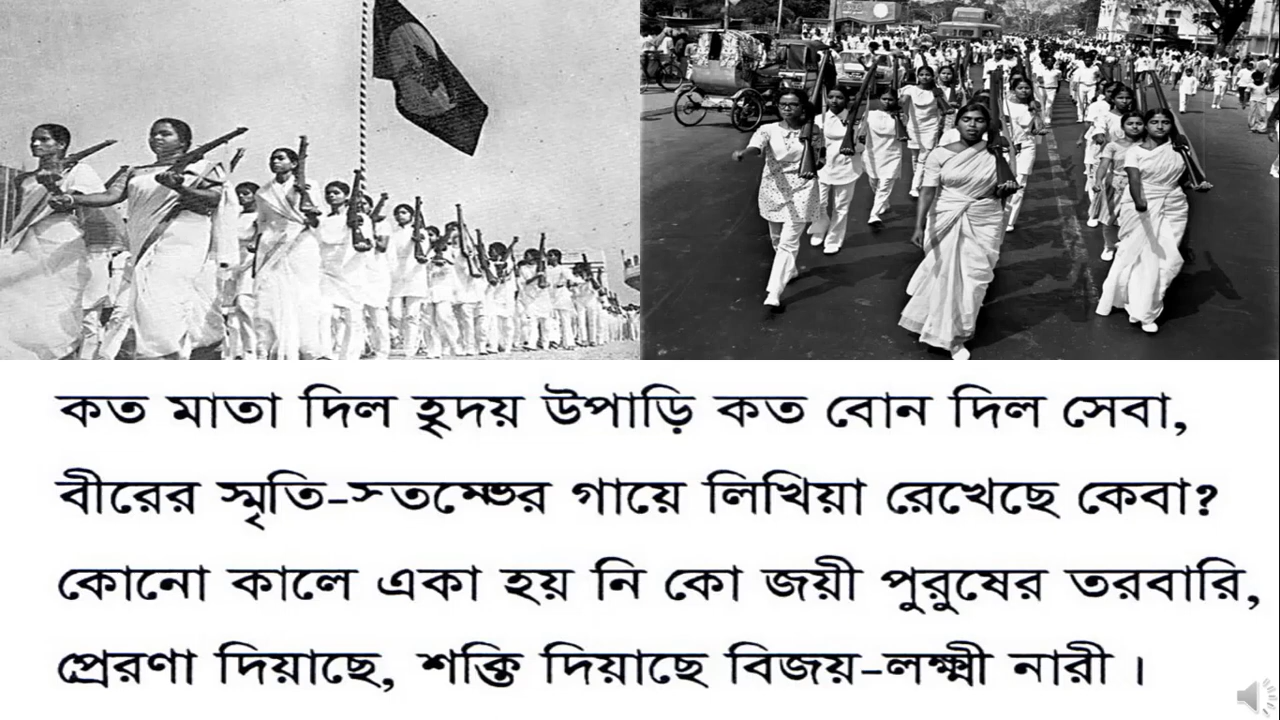 কত মাতা দিল হৃদয় উপাড়ি কত বোন দিল সেবা,
বীরের স্মৃতি-স্তম্ভের গায়ে লিখিয়া রেখেছে কেবা?
কোনো কালে একা হয় নি কো জয়ী পুরুষের তরবারি,
প্রেরণা দিয়াছে, শক্তি দিয়াছে বিজয়-লক্ষ্মী নারী।